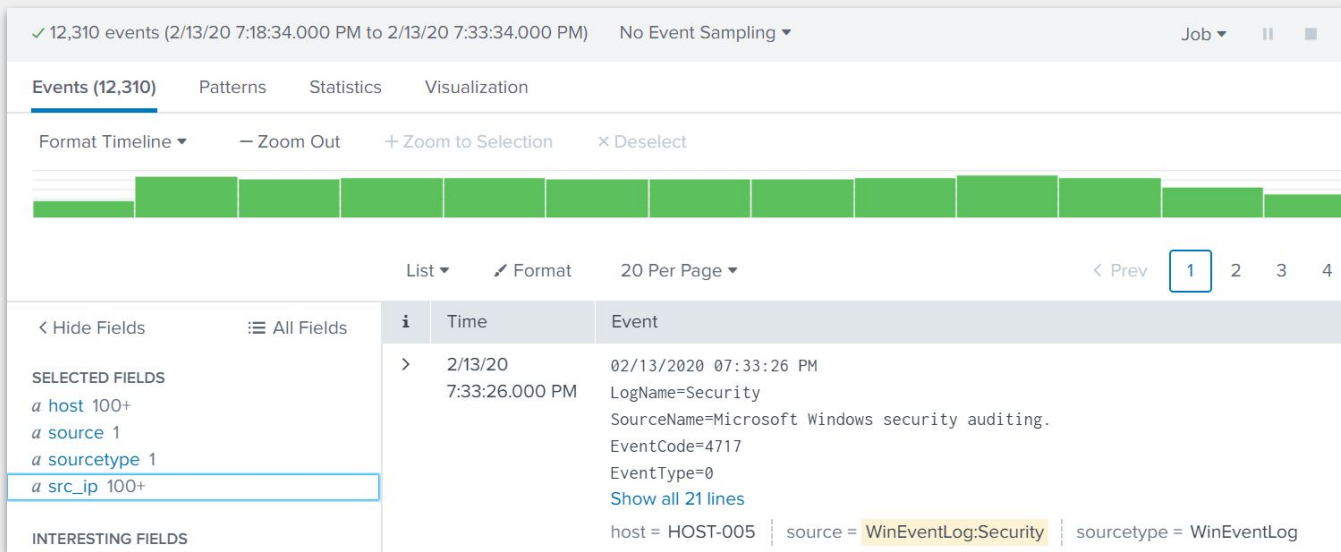 ✓ 12,310 events (2/13/20 7:18:34.000 PM to 2/13/20 7:33:34.000 PM) No Event Sampling ▾ Job ▾
Events (12,310) Patterns Statistics Visualization
Format Timeline ▾ — Zoom Out + Zoom to Selection × Deselect
List ▾ Format 20 Per Page ▾ < Prev 1 2 3 4
< Hide Fields All Fields i Time Event
SELECTED FIELDS
a host 100+
a source 1
a sourcetype 1
a src_ip 100+
INTERESTING FIELDS
> 2/13/20
7:33:26.000 PM
02/13/2020 07:33:26 PM
LogName=Security
SourceName=Microsoft Windows security auditing.
EventCode=4717
EventType=0
Show all 21 lines
host = HOST-005 source = WinEventLog:Security sourcetype = WinEventLog